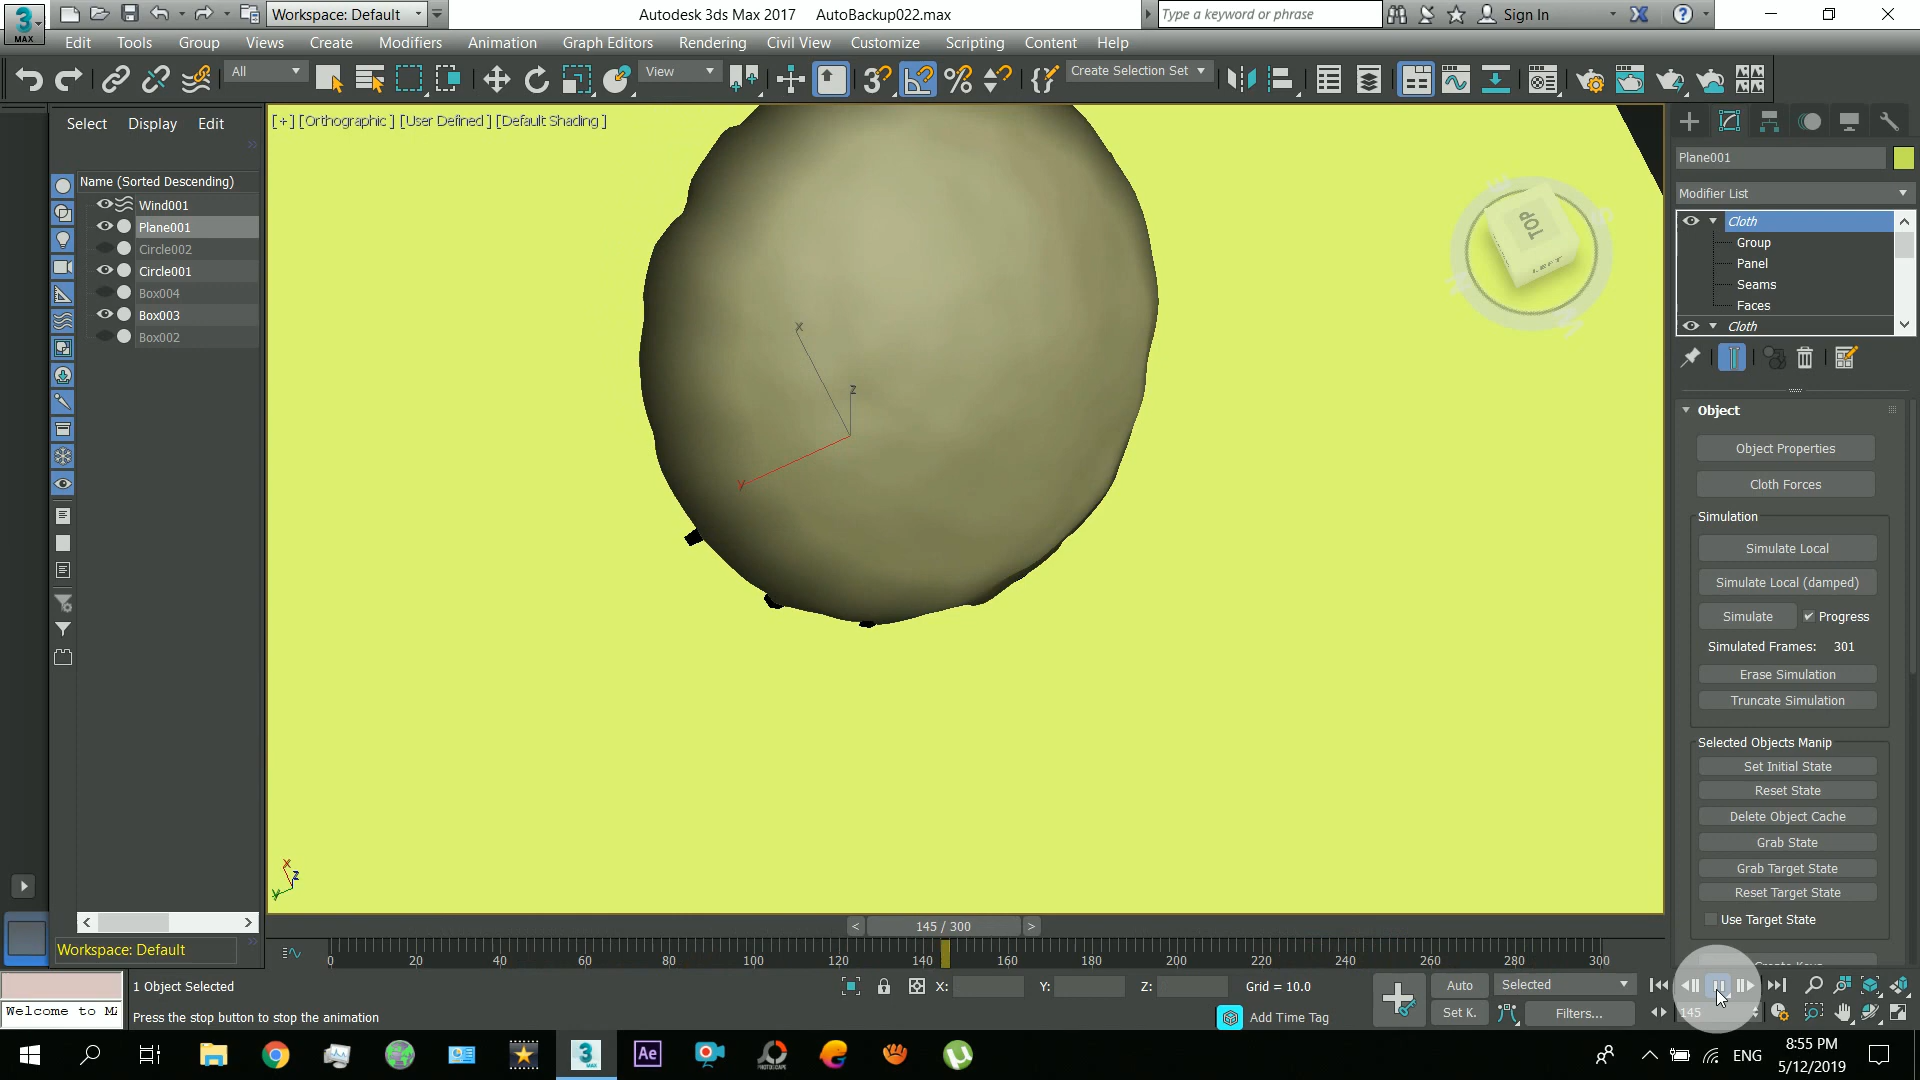 3
MAX
Workspace: Default
Autodesk 3ds Max 2017 AutoBackup022.max
Type a keyword or phrase
Sign In
Edit Tools Group Views Create Modifiers Animation Graph Editors Rendering Civil View Customize Scripting Content Help
All
View
Create Selection Set
Select Display Edit
[+] [Orthographic ] [User Defined ] [Default Shading ]
Name (Sorted Descending)
Wind001
Plane001
Circle002
Circle001
Box004
Box003
Box002
x
z
y
TOP
LEFT
Plane001
Modifier List
Cloth
Group
Panel
Seams
Faces
Cloth
Object
Object Properties
Cloth Forces
Simulation
Simulate Local
Simulate Local (damped)
Simulate
Progress
Simulated Frames: 301
Erase Simulation
Truncate Simulation
Selected Objects Manip
Set Initial State
Reset State
Delete Object Cache
Grab State
Grab Target State
Reset Target State
Use Target State
x
z
y
< 145 / 300 >
Workspace: Default
0 20 40 60 80 100 120 140 160 180 200 220 240 260 280 300
1 Object Selected
X: Y: Z: Grid = 10.0
Auto
Selected
Welcome to MA
Press the stop button to stop the animation
Add Time Tag
Set K.
Filters...
145
Ae
3
MAX
ENG
8:55 PM
5/12/2019